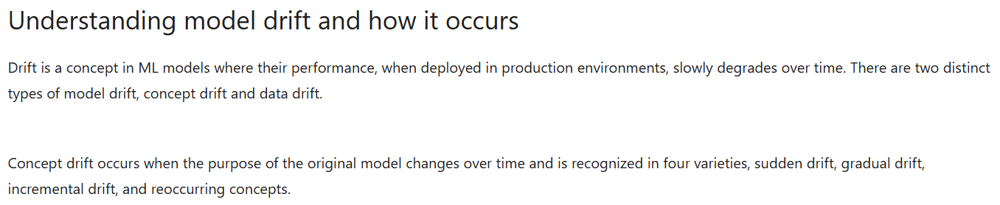 Understanding model drift and how it occurs
Drift is a concept in ML models where their performance, when deployed in production environments, slowly degrades over time. There are two distinct
types of model drift, concept drift and data drift.
Concept drift occurs when the purpose of the original model changes over time and is recognized in four varieties, sudden drift, gradual drift,
incremental drift, and reoccurring concepts.